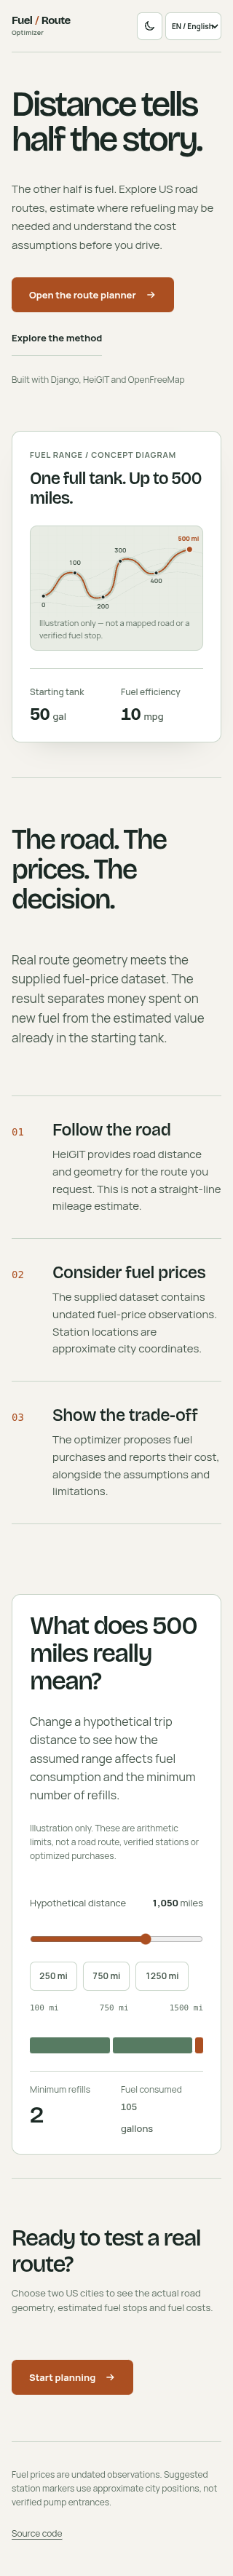 Fuel / Route
Optimizer
EN / English
Distance tells
half the story.
The other half is fuel. Explore US road
routes, estimate where refueling may be
needed and understand the cost
assumptions before you drive.
Open the route planner →
Explore the method
Built with Django, HeiGIT and OpenFreeMap
FUEL RANGE / CONCEPT DIAGRAM
One full tank. Up to 500
miles.
500 mi
300
100
400
0
200
Illustration only — not a mapped road or a
verified fuel stop.
Starting tank
Fuel efficiency
50 gal
10 mpg
The road. The
prices. The
decision.
Real route geometry meets the
supplied fuel-price dataset. The
result separates money spent on
new fuel from the estimated value
already in the starting tank.
01
Follow the road
HeiGIT provides road distance
and geometry for the route you
request. This is not a straight-line
mileage estimate.
02
Consider fuel prices
The supplied dataset contains
undated fuel-price observations.
Station locations are
approximate city coordinates.
03
Show the trade-off
The optimizer proposes fuel
purchases and reports their cost,
alongside the assumptions and
limitations.
What does 500
miles really
mean?
Change a hypothetical trip
distance to see how the
assumed range affects fuel
consumption and the minimum
number of refills.
Illustration only. These are arithmetic
limits, not a road route, verified stations or
optimized purchases.
Hypothetical distance
1,050 miles
250 mi
750 mi
1250 mi
100 mi
750 mi
1500 mi
Minimum refills
Fuel consumed
2
105
gallons
Ready to test a real
route?
Choose two US cities to see the actual road
geometry, estimated fuel stops and fuel costs.
Start planning →
Fuel prices are undated observations. Suggested
station markers use approximate city positions, not
verified pump entrances.
Source code